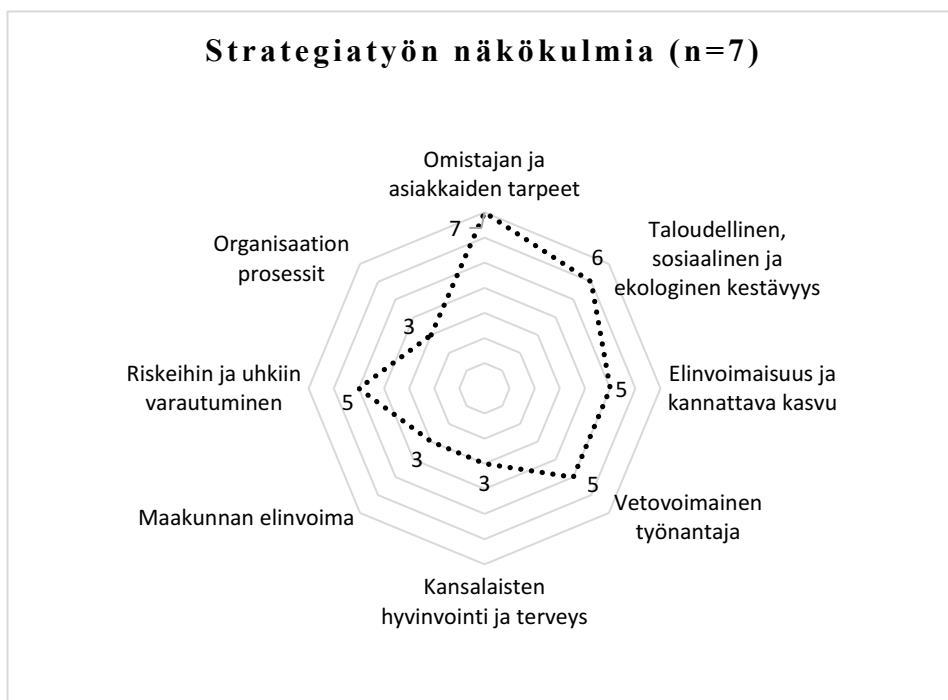 Strategiatyön näkökulmia (n=7)
Omistajan ja
asiakkaiden tarpeet
7
Taloudellinen,
sosiaalinen ja
ekologinen kestävyys
6
Elinvoimaisuus ja
kannattava kasvu
5
Vetovoimainen
työnantaja
5
Kansalaisten
hyvinvointi ja terveys
3
Maakunnan elinvoima
3
Riskeihin ja uhkiin
varautuminen
5
Organisaation
prosessit
3